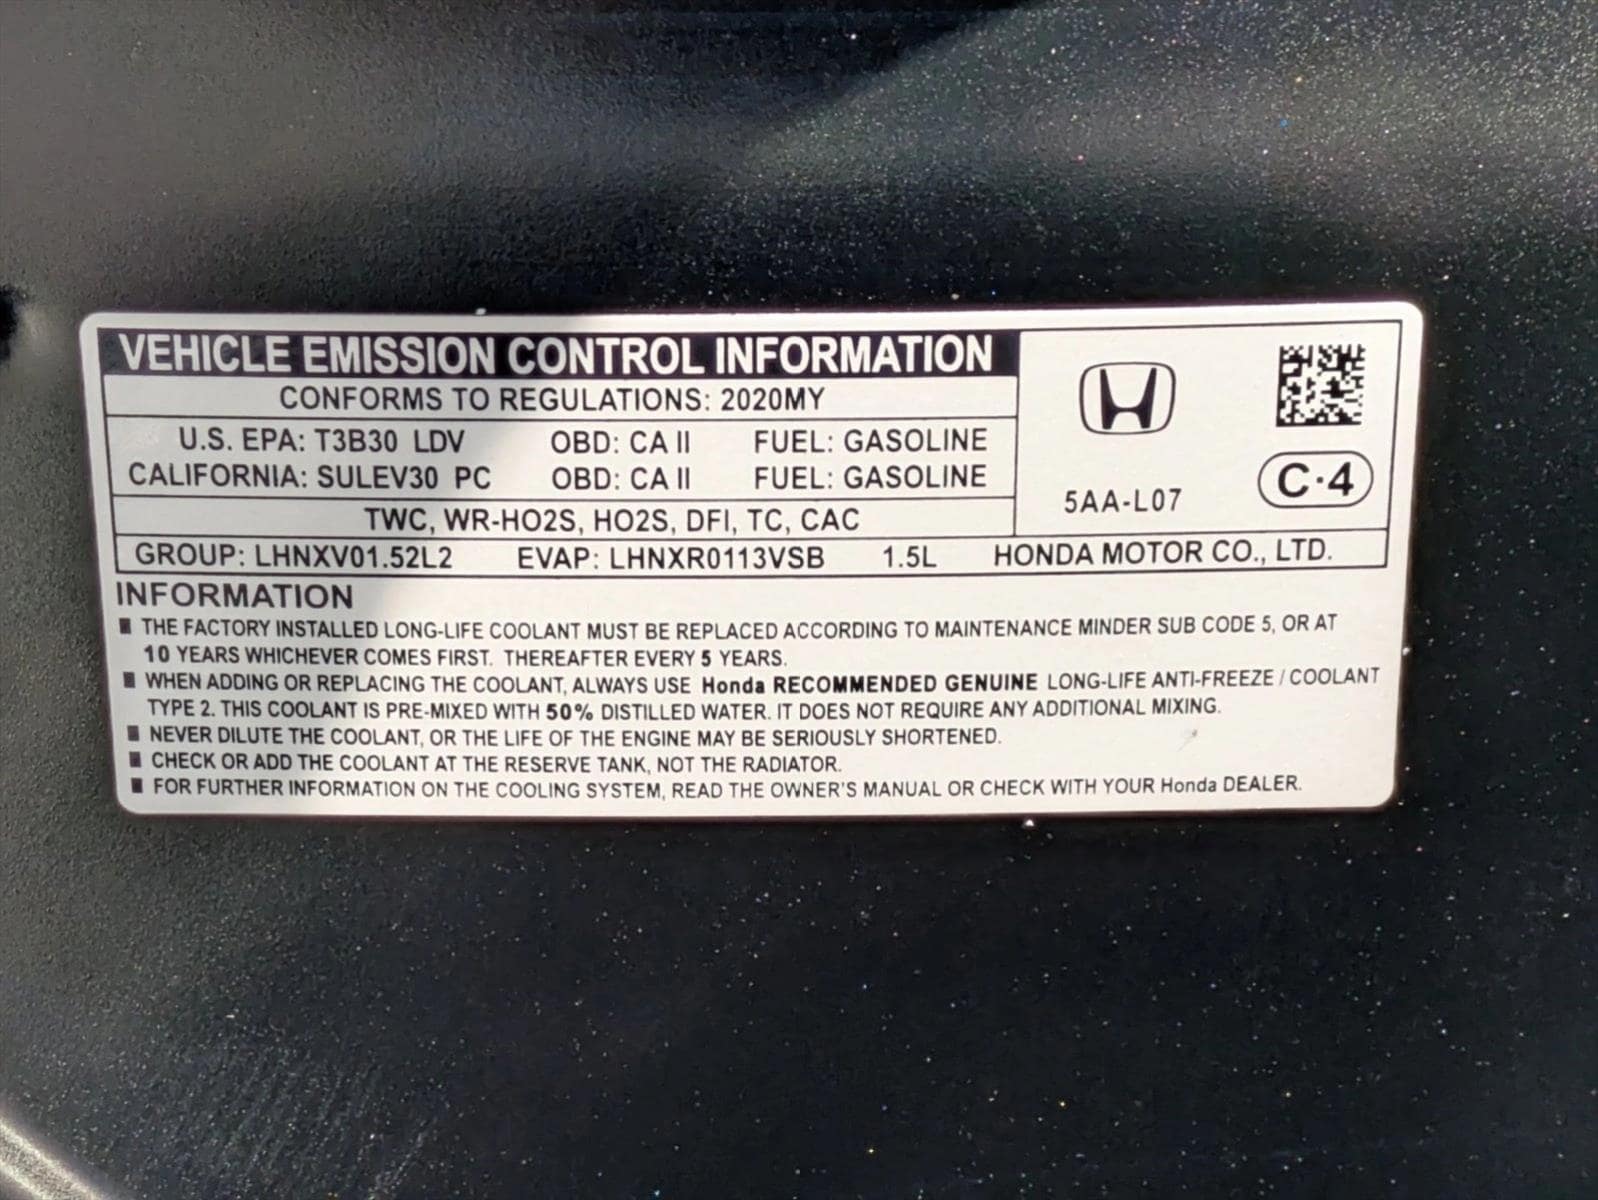 VEHICLE EMISSION CONTROL INFORMATION
CONFORMS TO REGULATIONS: 2020MY
U.S. EPA: T3B30 LDV OBD: CA II FUEL: GASOLINE
CALIFORNIA: SULEV30 PC OBD: CA II FUEL: GASOLINE
TWC, WR-HO2S, HO2S, DFI, TC, CAC
5AA-L07
C·4
GROUP: LHNXV01.52L2 EVAP: LHNXR0113VSB 1.5L HONDA MOTOR CO., LTD.
INFORMATION
■ THE FACTORY INSTALLED LONG-LIFE COOLANT MUST BE REPLACED ACCORDING TO MAINTENANCE MINDER SUB CODE 5, OR AT
10 YEARS WHICHEVER COMES FIRST. THEREAFTER EVERY 5 YEARS.
■ WHEN ADDING OR REPLACING THE COOLANT, ALWAYS USE Honda RECOMMENDED GENUINE LONG-LIFE ANTI-FREEZE / COOLANT
TYPE 2. THIS COOLANT IS PRE-MIXED WITH 50% DISTILLED WATER. IT DOES NOT REQUIRE ANY ADDITIONAL MIXING.
■ NEVER DILUTE THE COOLANT, OR THE LIFE OF THE ENGINE MAY BE SERIOUSLY SHORTENED.
■ CHECK OR ADD THE COOLANT AT THE RESERVE TANK, NOT THE RADIATOR.
■ FOR FURTHER INFORMATION ON THE COOLING SYSTEM, READ THE OWNER'S MANUAL OR CHECK WITH YOUR Honda DEALER.